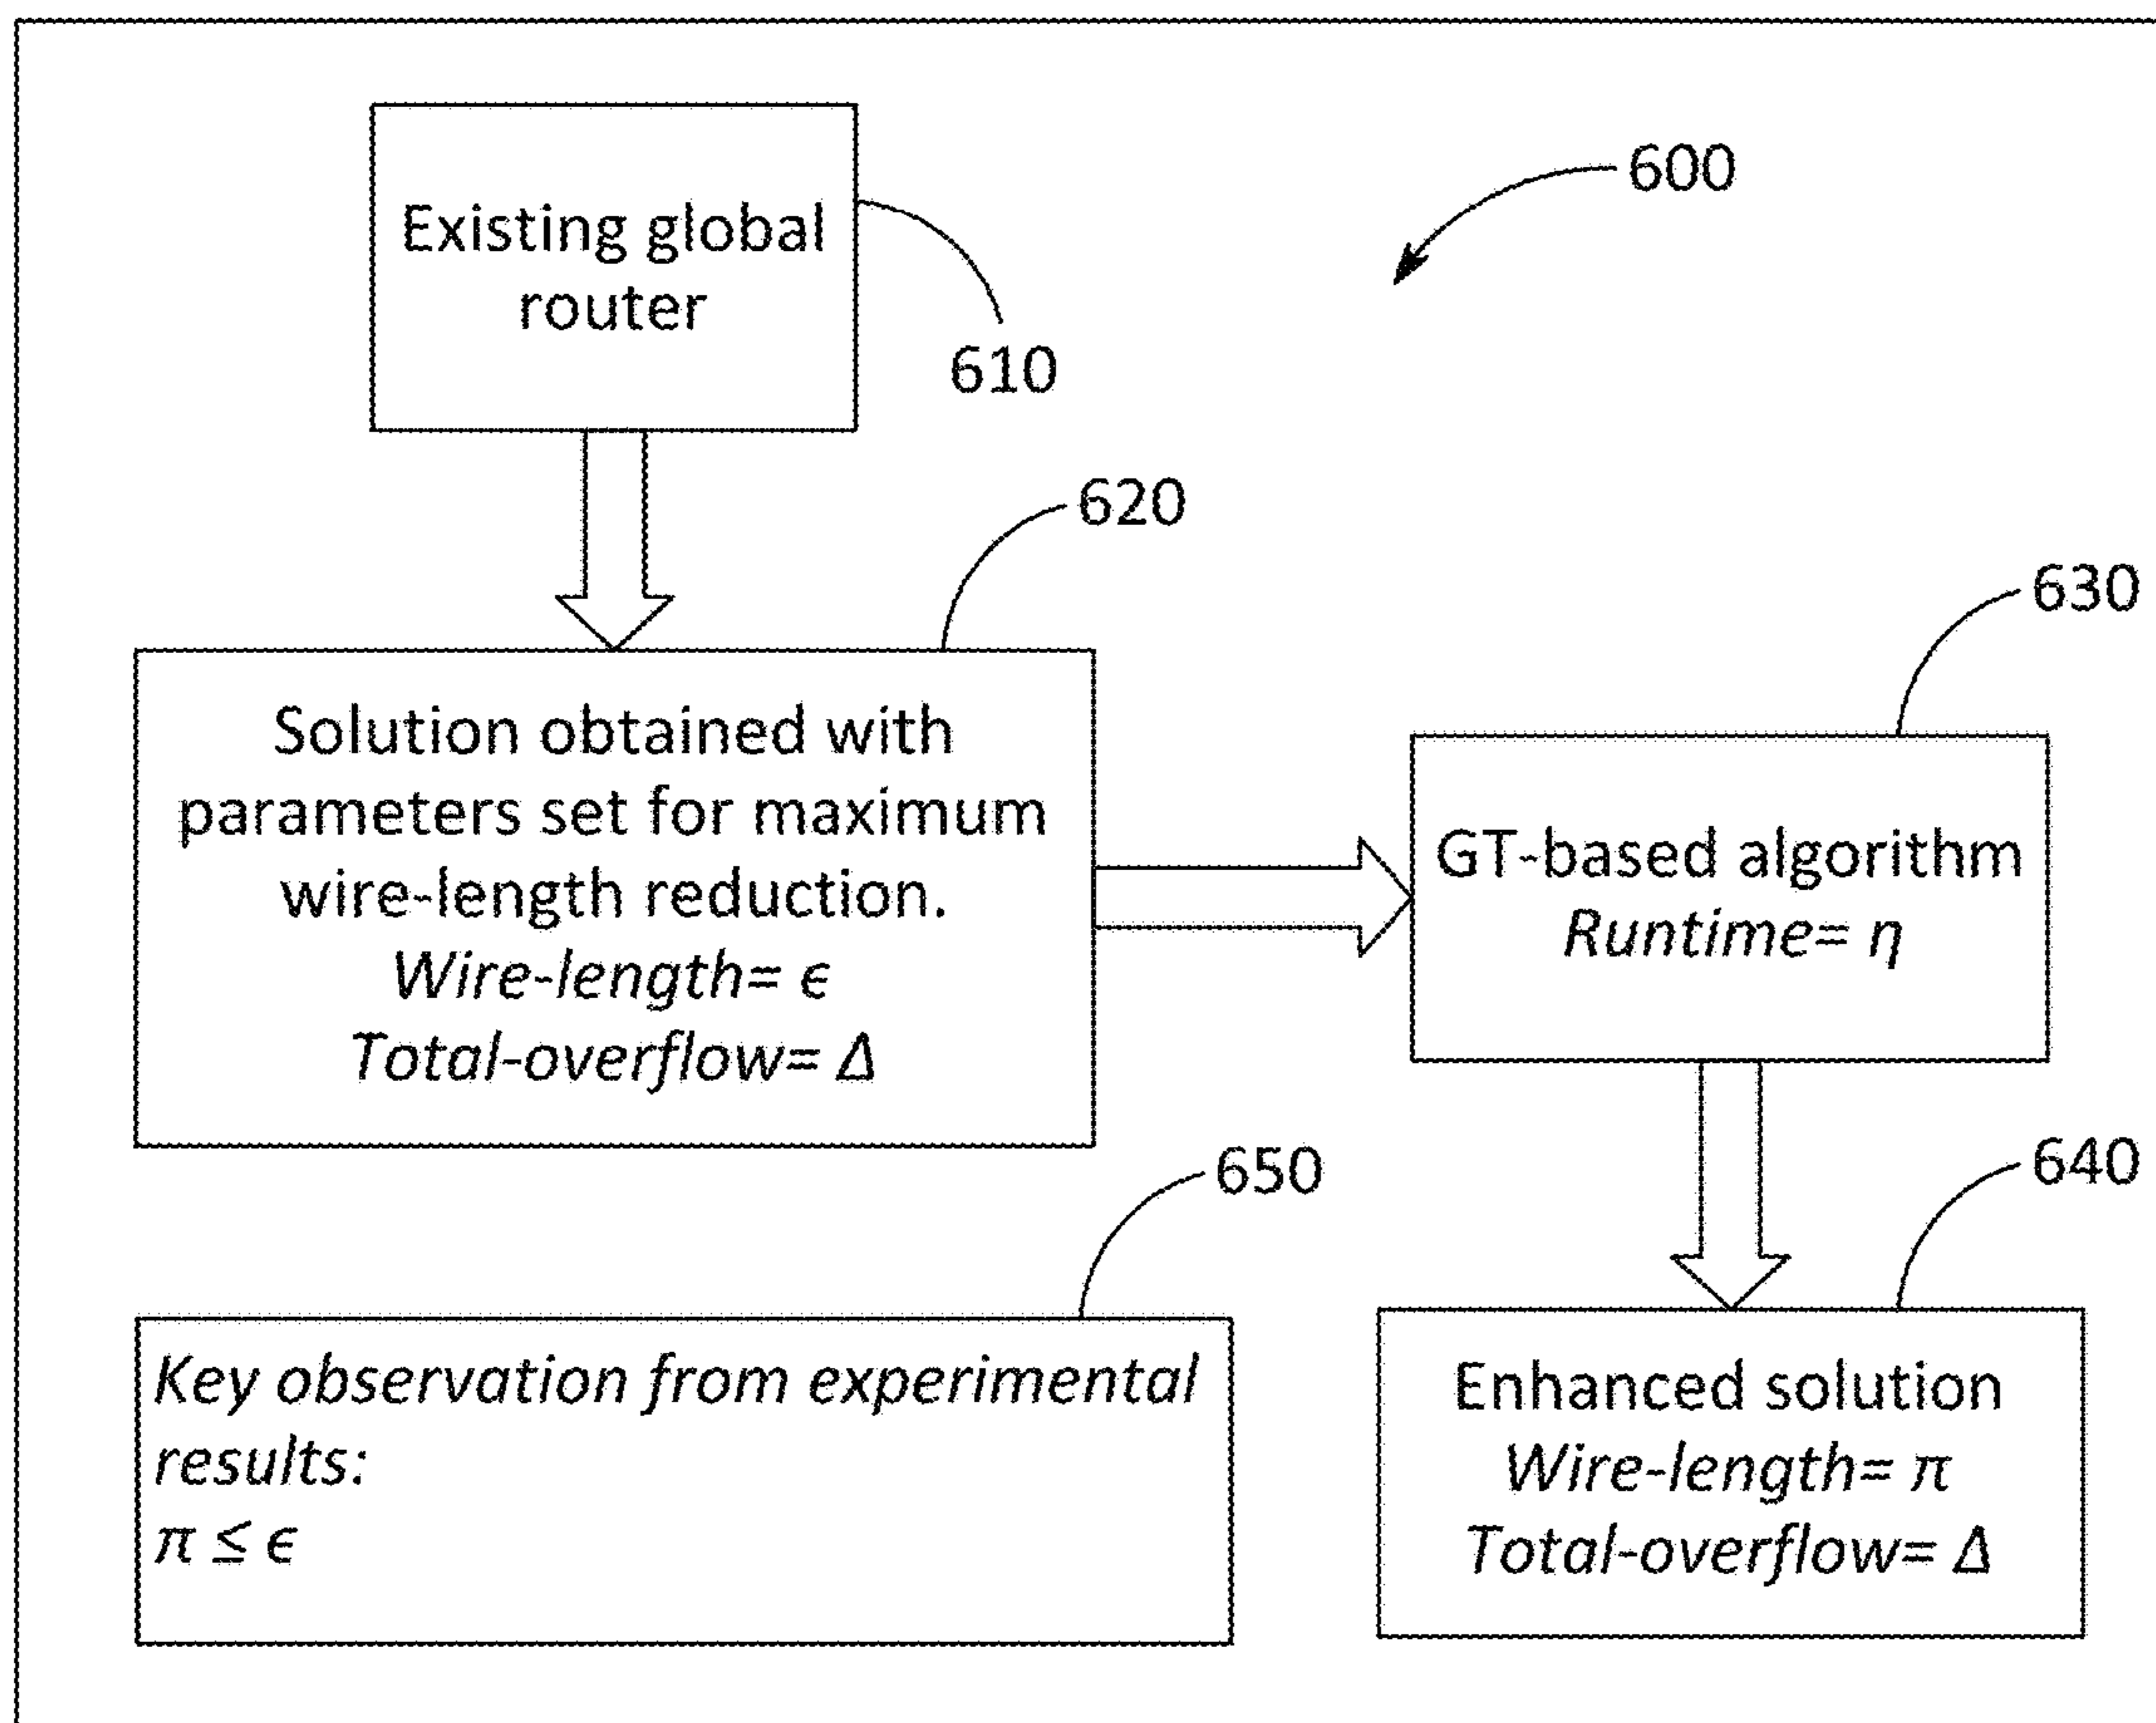 Existing global
router
600
610
620
Solution obtained with
parameters set for maximum
wire-length reduction.
Wire-length= ϵ
Total-overflow= Δ
630
GT-based algorithm
Runtime= η
640
Enhanced solution
Wire-length= π
Total-overflow= Δ
650
Key observation from experimental
results:
π ≤ ϵ